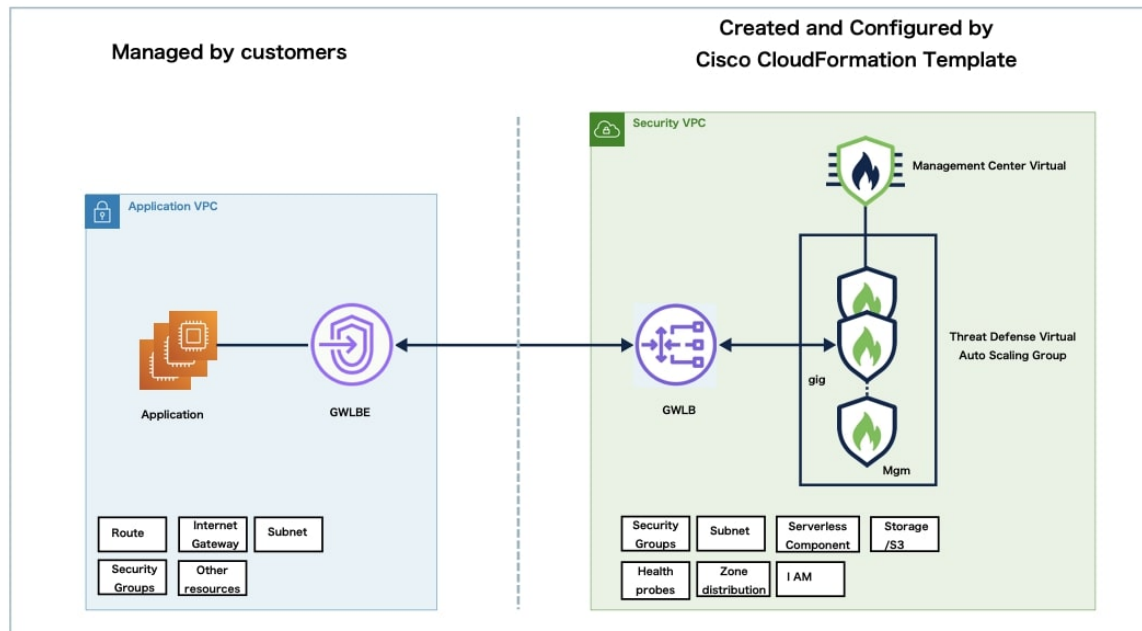 Managed by customers
Created and Configured by
Cisco CloudFormation Template
Application VPC
Application
GWLBE
Route
Internet
Gateway
Subnet
Security
Groups
Other
resources
Security VPC
Management Center Virtual
Threat Defense Virtual
Auto Scaling Group
gig
GWLB
Mgm
Security
Groups
Subnet
Serverless
Component
Storage
/S3
Health
probes
Zone
distribution
I AM